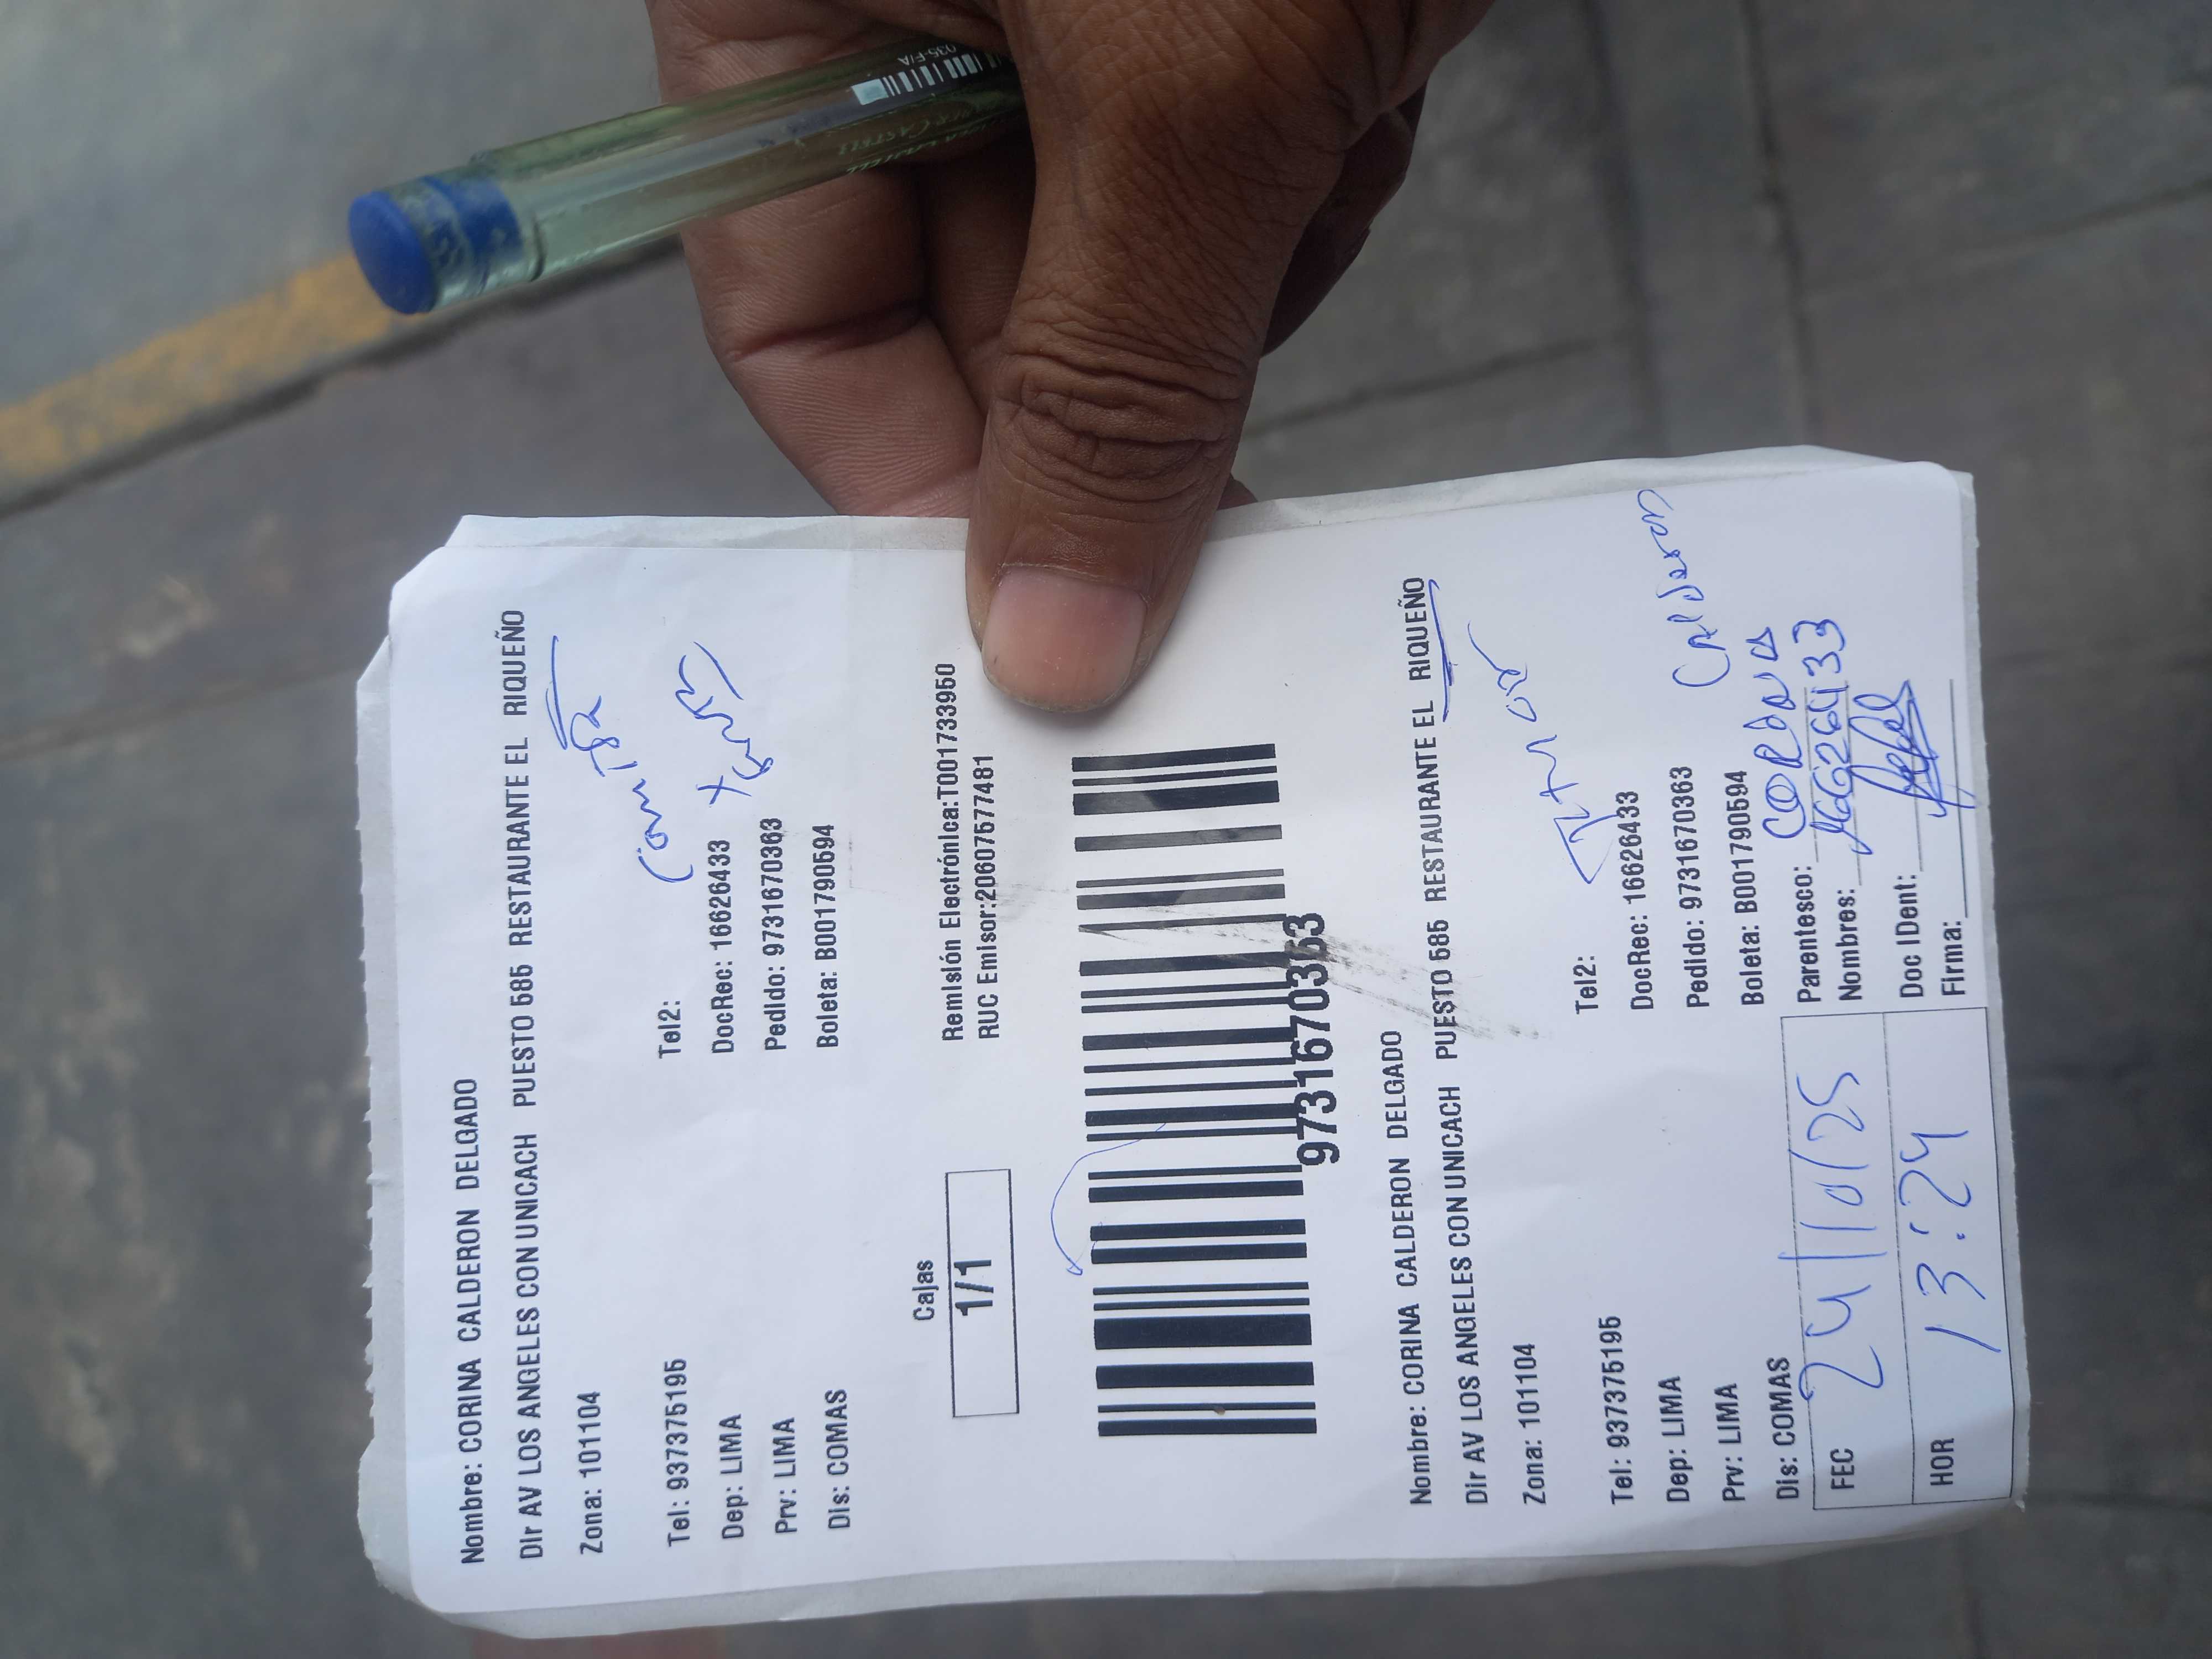 Nombre: CORINA CALDERON DELGADO
Dir AV LOS ANGELES CON UNICACH PUESTO 585 RESTAURANTE EL RIQUEÑO
Zona: 101104
Tel: 937375195 Tel2:
Dep: LIMA DocRec: 16626433
Prv: LIMA Pedido: 97316700363
Dis: COMAS Boleta: B001790594
Cajas
1/1
Remisión Electrónica:T001733950
RUC Emisor:20607577481
9731670363
Nombre: CORINA CALDERON DELGADO
Dir AV LOS ANGELES CON UNICACH PUESTO 585 RESTAURANTE EL RIQUEÑO
Zona: 101104
Titular
Tel: 937375195 Tel2:
Dep: LIMA DocRec: 16626433
Prv: LIMA Pedido: 9731670363
Dis: COMAS Boleta: B001790594
Calderon
FEC 24/10/25
Parentesco:
Nombres: 16626433
HOR 13:24
Doc IDent:
Firma:
035-F/A